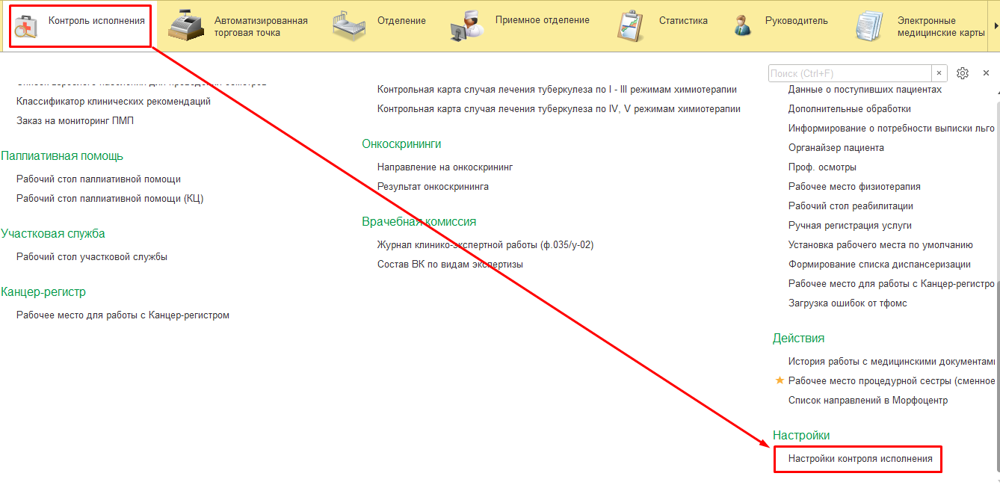 Контроль исполнения
Автоматизированная
торговая точка
Отделение
Приемное отделение
Статистика
Руководитель
Электронные
медицинские карты
Поиск (Ctrl+F)
Классификатор клинических рекомендаций
Заказ на мониторинг ПМП
Паллиативная помощь
Рабочий стол паллиативной помощи
Рабочий стол паллиативной помощи (КЦ)
Участковая служба
Рабочий стол участковой службы
Канцер-регистр
Рабочее место для работы с Канцер-регистром
Контрольная карта случая лечения туберкулеза по I - III режимам химиотерапии
Контрольная карта случая лечения туберкулеза по IV, V режимам химиотерапии
Онкоскрининги
Направление на онкоскрининг
Результат онкоскрининга
Врачебная комиссия
Журнал клинико-экспертной работы (ф.035/у-02)
Состав ВК по видам экспертизы
Данные о поступивших пациентах
Дополнительные обработки
Информирование о потребности выписки льго
Органайзер пациента
Проф. осмотры
Рабочее место физиотерапия
Рабочий стол реабилитации
Ручная регистрация услуги
Установка рабочего места по умолчанию
Формирование списка диспансеризации
Рабочее место для работы с Канцер-регистро
Загрузка ошибок от тфомс
Действия
История работы с медицинскими документами
Рабочее место процедурной сестры (сменное
Список направлений в Морфоцентр
Настройки
Настройки контроля исполнения